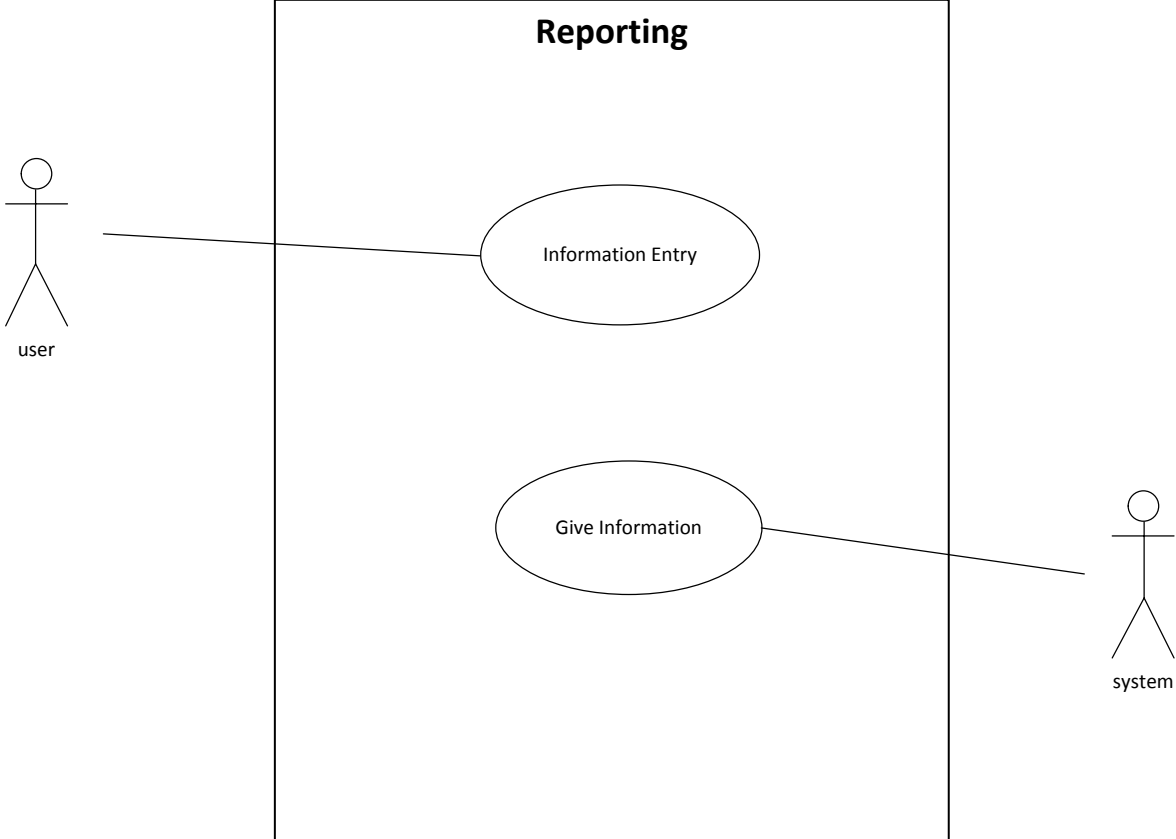 Reporting
Information Entry
user
Give Information
system